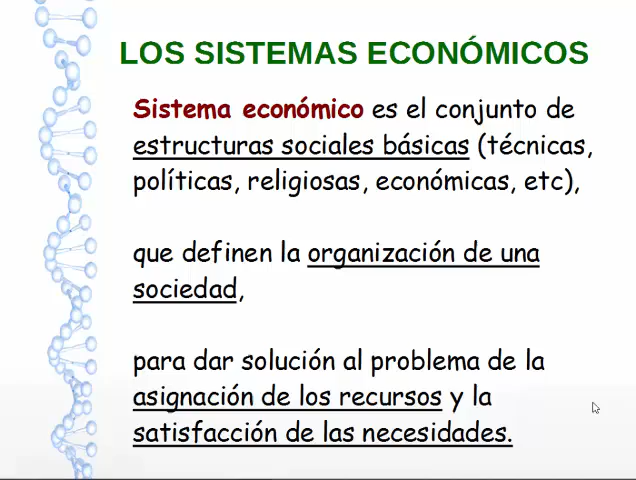 LOS SISTEMAS ECONÓMICOS
Sistema económico es el conjunto de
estructuras sociales básicas (técnicas,
políticas, religiosas, económicas, etc),
que definen la organización de una
sociedad,
para dar solución al problema de la
asignación de los recursos y la
satisfacción de las necesidades.